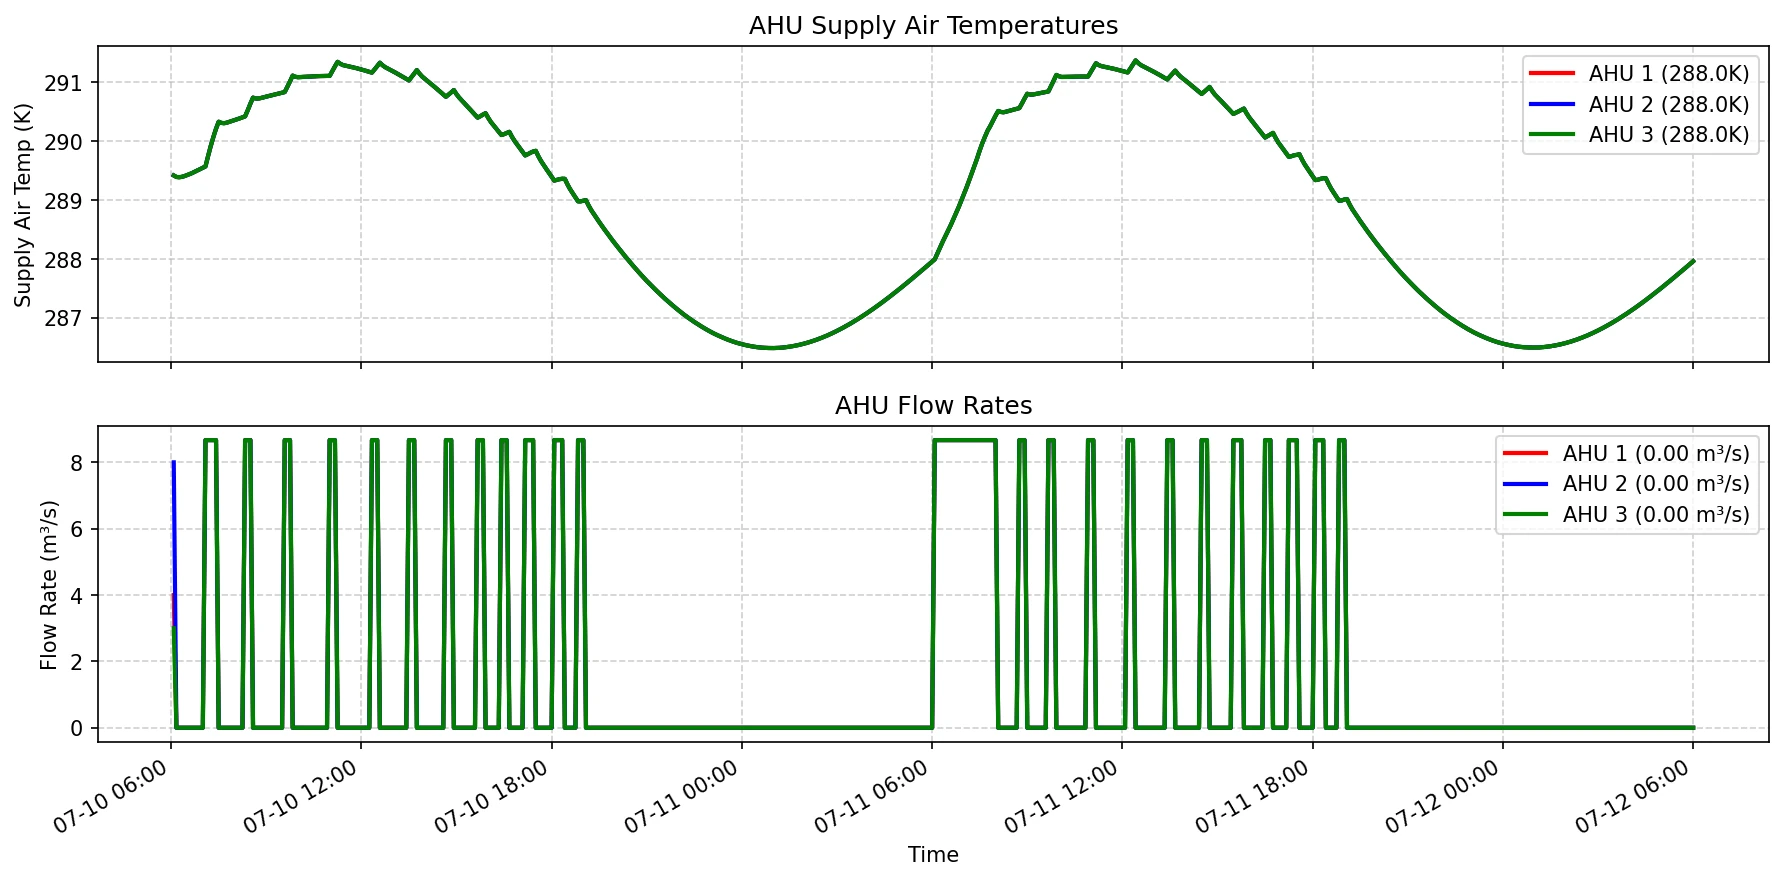 AHU Supply Air Temperatures
Supply Air Temp (K)
291
290
289
288
287
AHU 1 (288.0K)
AHU 2 (288.0K)
AHU 3 (288.0K)
AHU Flow Rates
Flow Rate (m³/s)
8
6
4
2
0
AHU 1 (0.00 m³/s)
AHU 2 (0.00 m³/s)
AHU 3 (0.00 m³/s)
07-10 06:00
07-10 12:00
07-10 18:00
07-11 00:00
07-11 06:00
07-11 12:00
07-11 18:00
07-12 00:00
07-12 06:00
Time